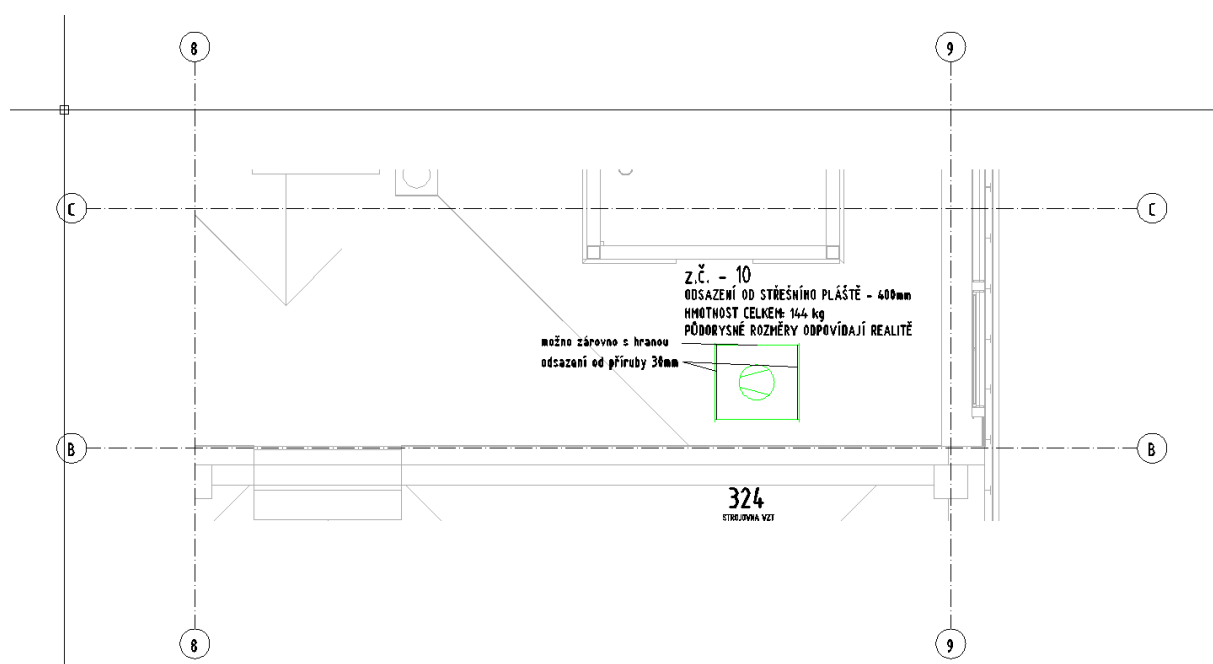 8
9
C
C
Z.Č. - 10
ODSAZENÍ OD STŘEŠNÍHO PLÁŠTĚ - 400mm
HMOTNOST CELKEM: 144 kg
PŮDORYSNÉ ROZMĚRY ODPOVÍDAJÍ REALITĚ
možno zárovno s hranou
odsazení od příruby 30mm
B
B
324
STROJOVNA VZT
8
9